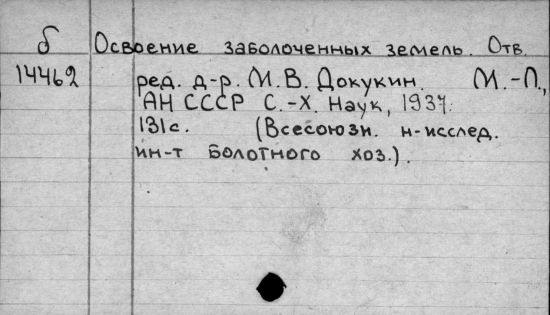 б Освоение заболоченных земель. Отв.
14462 ред. д-р. М.В. Докукин. М.-Л.,
АН СССР С.-Х. Наук, 1937.
131с. (Всесоюзн. н-исслед.
ин-т болотного хоз.).